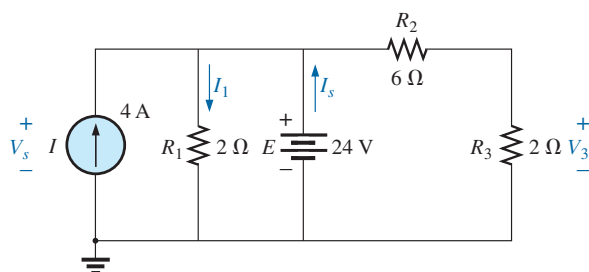 R2
6 Ω
4 A
I1
Is
+
Vs
−
I
R1
2 Ω
E
+
−
24 V
R3
2 Ω
+
V3
−